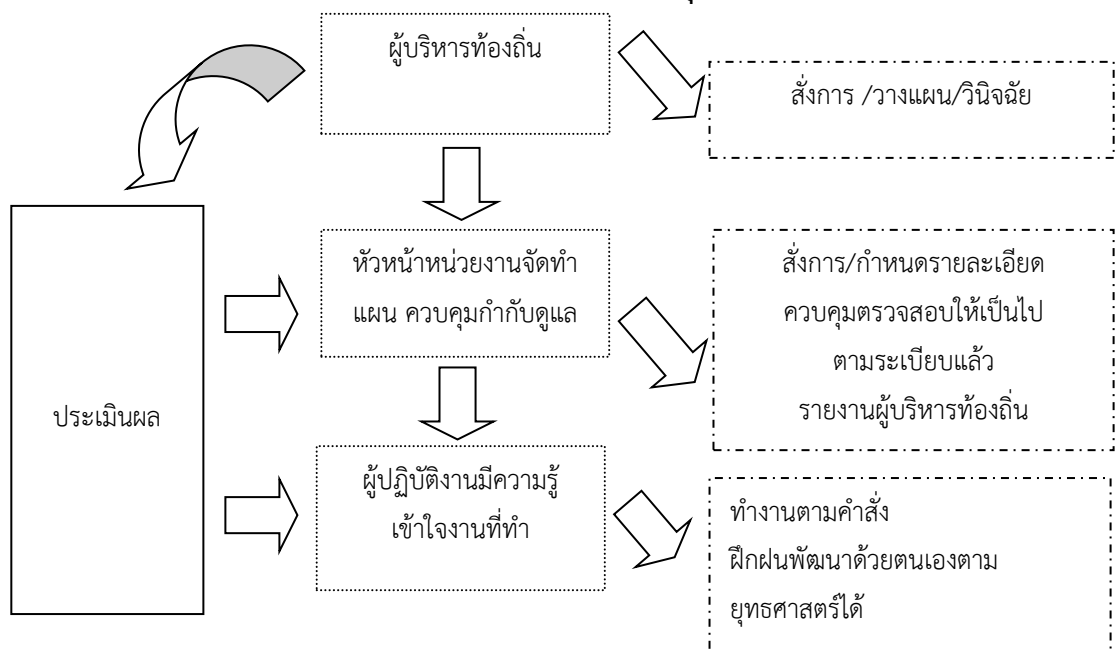 ผู้บริหารท้องถิ่น
สั่งการ /วางแผน/วินิจฉัย
หัวหน้าหน่วยงานจัดทำ
แผน ควบคุมกำกับดูแล
สั่งการ/กำหนดรายละเอียด
ควบคุมตรวจสอบให้เป็นไป
ตามระเบียบแล้ว
รายงานผู้บริหารท้องถิ่น
ประเมินผล
ผู้ปฏิบัติงานมีความรู้
เข้าใจงานที่ทำ
ทำงานตามคำสั่ง
ฝึกฝนพัฒนาด้วยตนเองตาม
ยุทธศาสตร์ได้